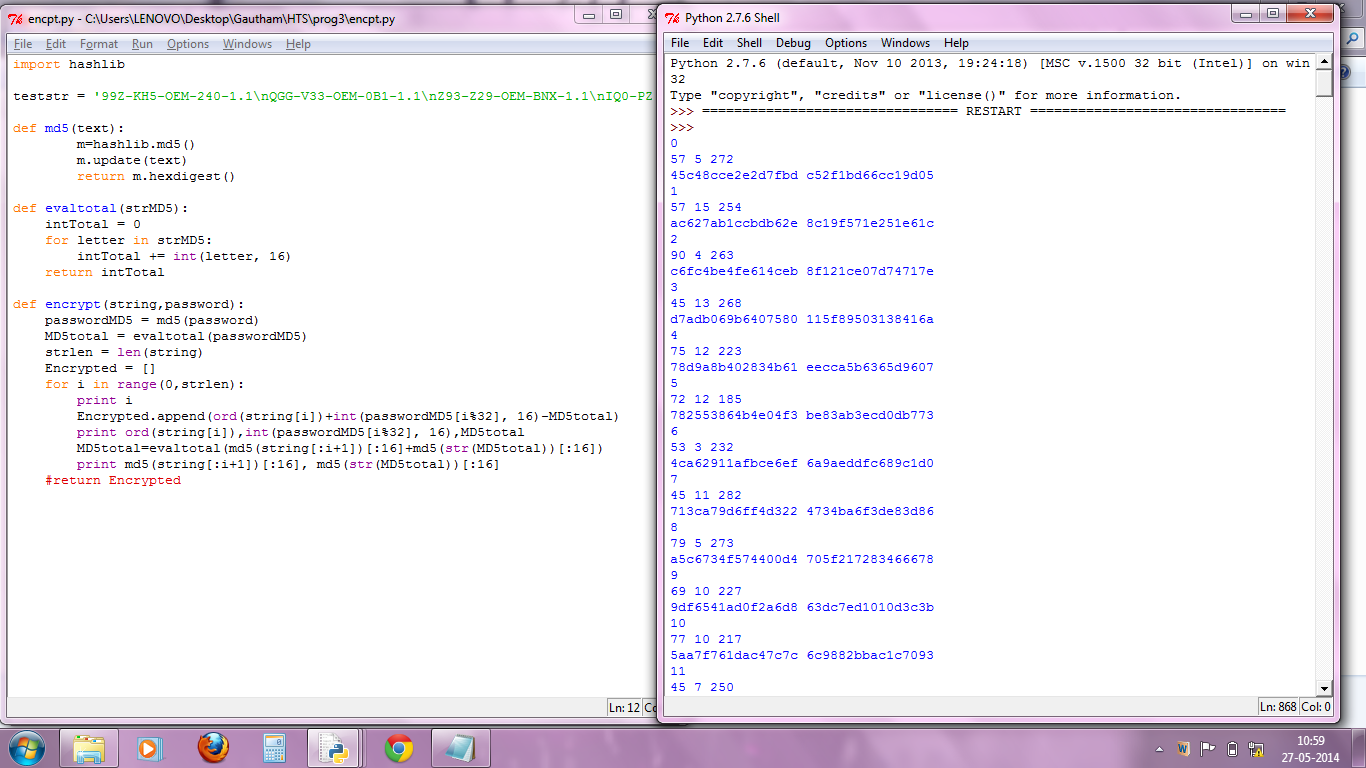 encpt.py - C:\Users\LENOVO\Desktop\Gautham\HTS\prog3\encpt.py
File Edit Format Run Options Windows Help
import hashlib
teststr = '99Z-KH5-OEM-240-1.1\nQGG-V33-OEM-0B1-1.1\nZ93-Z29-OEM-BNX-1.1\nIQ0-PZ
def md5(text):
        m=hashlib.md5()
        m.update(text)
        return m.hexdigest()
def evaltotal(strMD5):
    intTotal = 0
    for letter in strMD5:
        intTotal += int(letter, 16)
    return intTotal
def encrypt(string,password):
    passwordMD5 = md5(password)
    MD5total = evaltotal(passwordMD5)
    strlen = len(string)
    Encrypted = []
    for i in range(0,strlen):
        print i
        Encrypted.append(ord(string[i])+int(passwordMD5[i%32], 16)-MD5total)
        print ord(string[i]),int(passwordMD5[i%32], 16),MD5total
        MD5total=evaltotal(md5(string[:i+1])[:16]+md5(str(MD5total))[:16])
        print md5(string[:i+1])[:16], md5(str(MD5total))[:16]
    #return Encrypted
Ln: 12
Python 2.7.6 Shell
File Edit Shell Debug Options Windows Help
Python 2.7.6 (default, Nov 10 2013, 19:24:18) [MSC v.1500 32 bit (Intel)] on win
32
Type "copyright", "credits" or "license()" for more information.
>>> ================================ RESTART ================================
>>>
0
57 5 272
45c48cce2e2d7fbd c52f1bd66cc19d05
1
57 15 254
ac627ab1ccbdb62e 8c19f571e251e61c
2
90 4 263
c6fc4be4fe614ceb 8f121ce07d74717e
3
45 13 268
d7adb069b6407580 115f89503138416a
4
75 12 223
78d9a8b402834b61 eecca5b6365d9607
5
72 12 185
782553864b4e04f3 be83ab3ecd0db773
6
53 3 232
4ca62911afbce6ef 6a9aeddfc689c1d0
7
45 11 282
713ca79d6ff4d322 4734ba6f3de83d86
8
79 5 273
a5c6734f574400d4 705f217283466678
9
69 10 227
9df6541ad0f2a6d8 63dc7ed1010d3c3b
10
77 10 217
5aa7f761dac47c7c 6c9882bbac1c7093
11
45 7 250
Ln: 868 Col: 0
10:59
27-05-2014